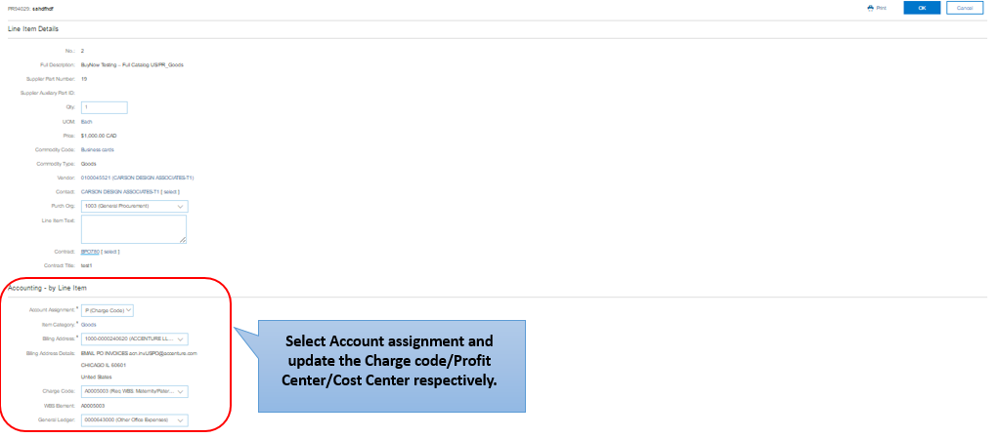 PR94029: sshdfhdf
Print
OK
Cancel
Line Item Details
No.: 2
Full Description: BuyNow Testing – Full Catalog US/PR_Goods
Supplier Part Number: 19
Supplier Auxiliary Part ID:
Qty: 1
UOM: Each
Price: $1,000.00 CAD
Commodity Code: Business cards
Commodity Type: Goods
Vendor: 0100045521 (CARSON DESIGN ASSOCIATES-T1)
Contact: CARSON DESIGN ASSOCIATES-T1 [ select ]
Purch Org: 1003 (General Procurement)
Line Item Text:
Contract: BPO760 [ select ]
Contract Title: test1
Accounting - by Line Item
Account Assignment: * P (Charge Code)
Item Category: * Goods
Billing Address: * 1000-0000240620 (ACCENTURE LL...
Billing Address Details: EMAIL PO INVOICES acn.inv.USPO@accenture.com
CHICAGO IL 60601
United States
Charge Code: A0005003 (Rex) WBS: Maternity/Pater...
WBS Element: A0005003
General Ledger: 0000643000 (Other Office Expenses)
Select Account assignment and
update the Charge code/Profit
Center/Cost Center respectively.